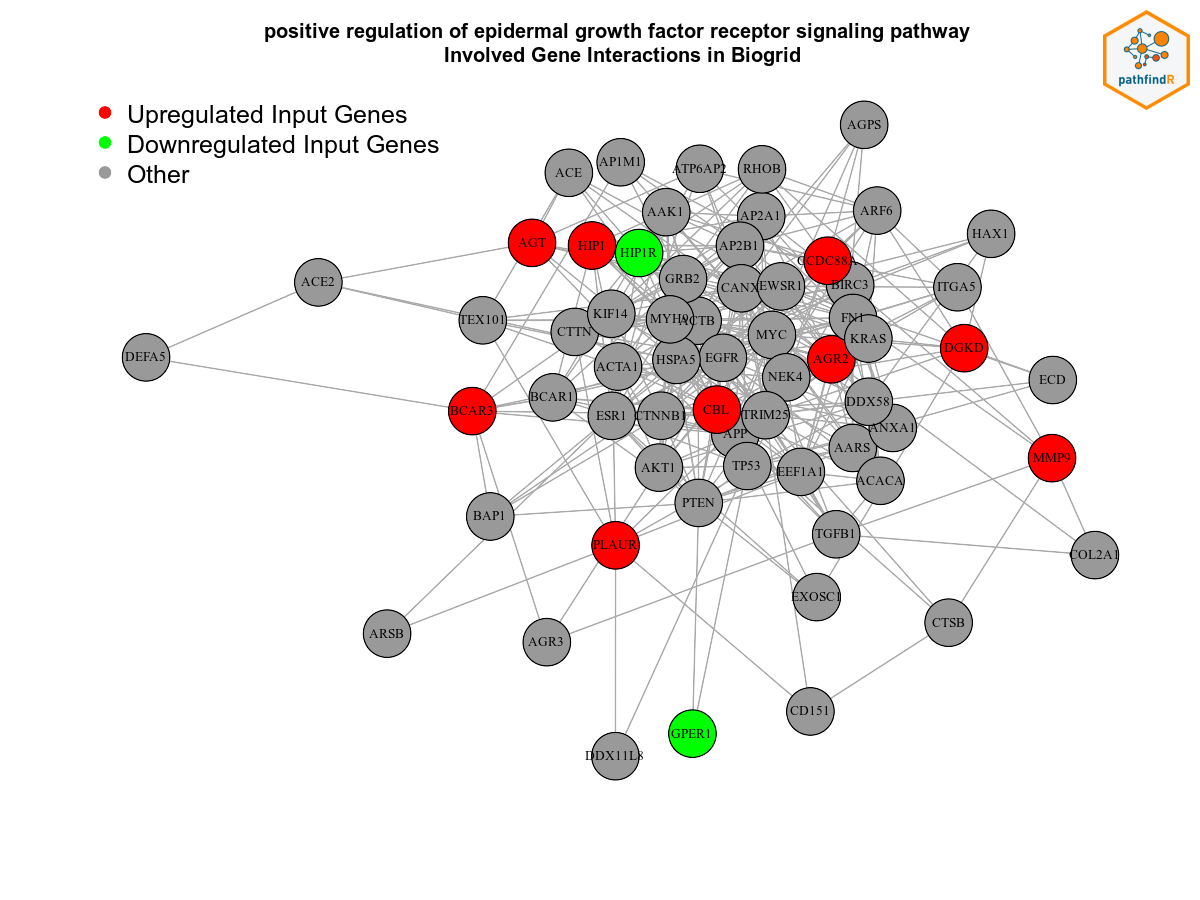 positive regulation of epidermal growth factor receptor signaling pathway
Involved Gene Interactions in Biogrid
pathfindR
Upregulated Input Genes
Downregulated Input Genes
Other
AGPS
ACE
AP1M1
ATP6AP2
RHOB
AAK1
AP2A1
ARF6
HAX1
AGT
HIP1
HIP1R
AP2B1
CCDC88A
ACE2
GRB2
CANX
EWSR1
BIRC3
ITGA5
TEX101
CTTN
KIF14
MYH9
ACTB
MYC
FN1
KRAS
DEFA5
ACTA1
HSPA5
EGFR
AGR2
DGKD
NEK4
ECD
BCAR3
BCAR1
ESR1
CTNNB1
CBL
TRIM25
DDX58
ANXA1
APP
AARS
MMP9
AKT1
TP53
EEF1A1
ACACA
BAP1
PTEN
PLAUR
TGFB1
COL2A1
EXOSC1
ARSB
AGR3
CTSB
CD151
GPER1
DDX11L8